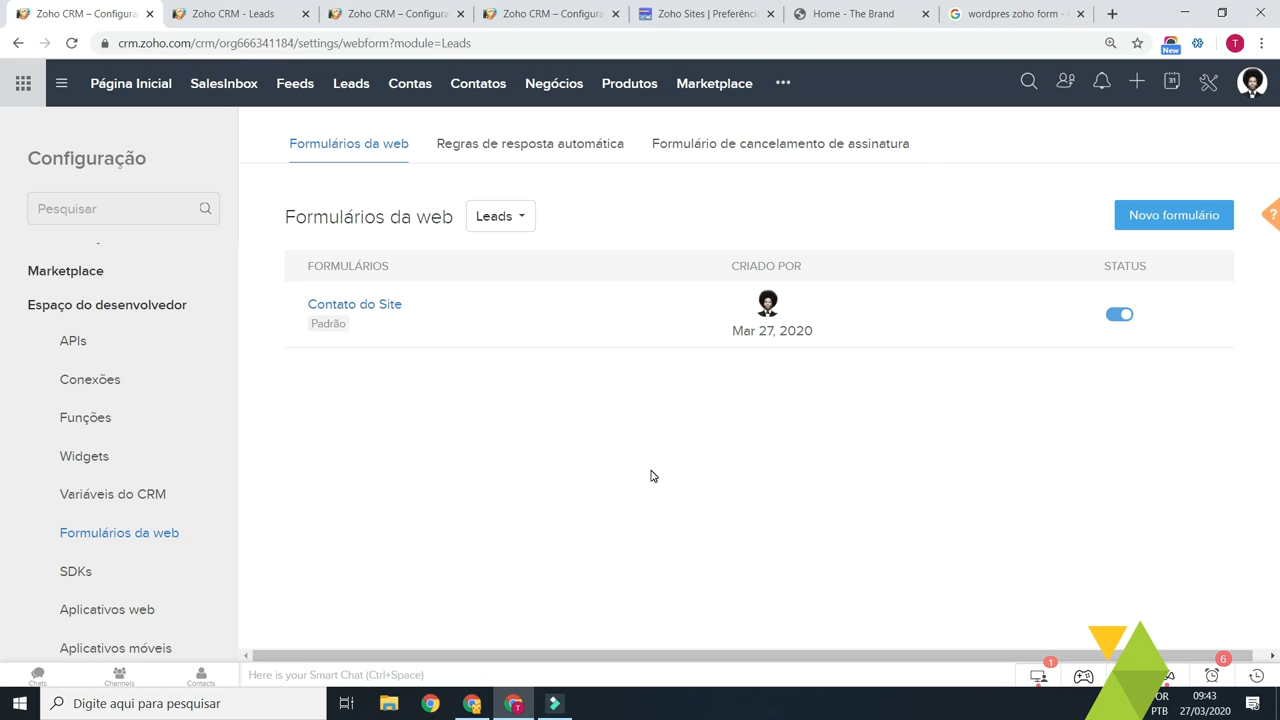 Zoho CRM – Configura
Zoho CRM - Leads
Zoho CRM – Configura
Zoho CRM – Configura
Zoho Sites | Preferênci
Home - The Brand
wordpres zoho form -
crm.zoho.com/crm/org666341184/settings/webform?module=Leads
New
T
Página Inicial SalesInbox Feeds Leads Contas Contatos Negócios Produtos Marketplace
31
Configuração
Pesquisar
Marketplace
Espaço do desenvolvedor
APIs
Conexões
Funções
Widgets
Variáveis do CRM
Formulários da web
SDKs
Aplicativos web
Aplicativos móveis
Formulários da web Regras de resposta automática Formulário de cancelamento de assinatura
Formulários da web Leads Novo formulário
?
FORMULÁRIOS CRIADO POR STATUS
Contato do Site
Padrão
Mar 27, 2020
Chats Channels Contacts
Here is your Smart Chat (Ctrl+Space)
1
6
Digite aqui para pesquisar
T
09:43
PTB 27/03/2020